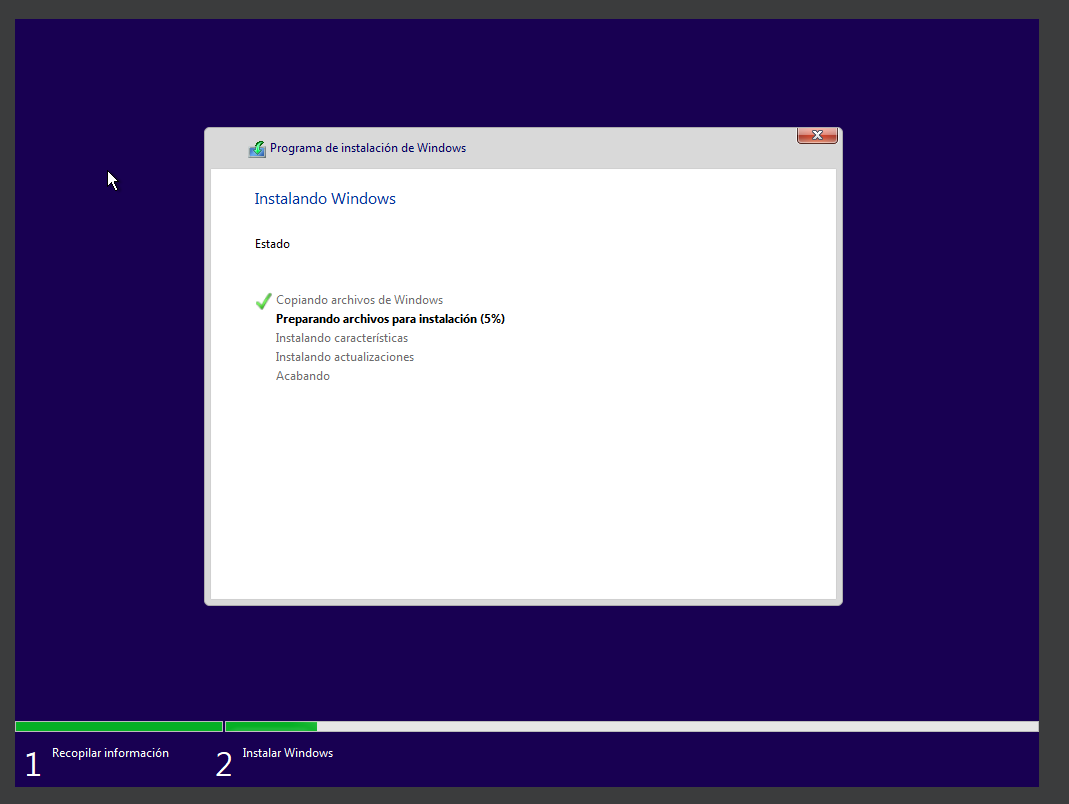 Programa de instalación de Windows
Instalando Windows
Estado
Copiando archivos de Windows
Preparando archivos para instalación (5%)
Instalando características
Instalando actualizaciones
Acabando
1 Recopilar información
2 Instalar Windows